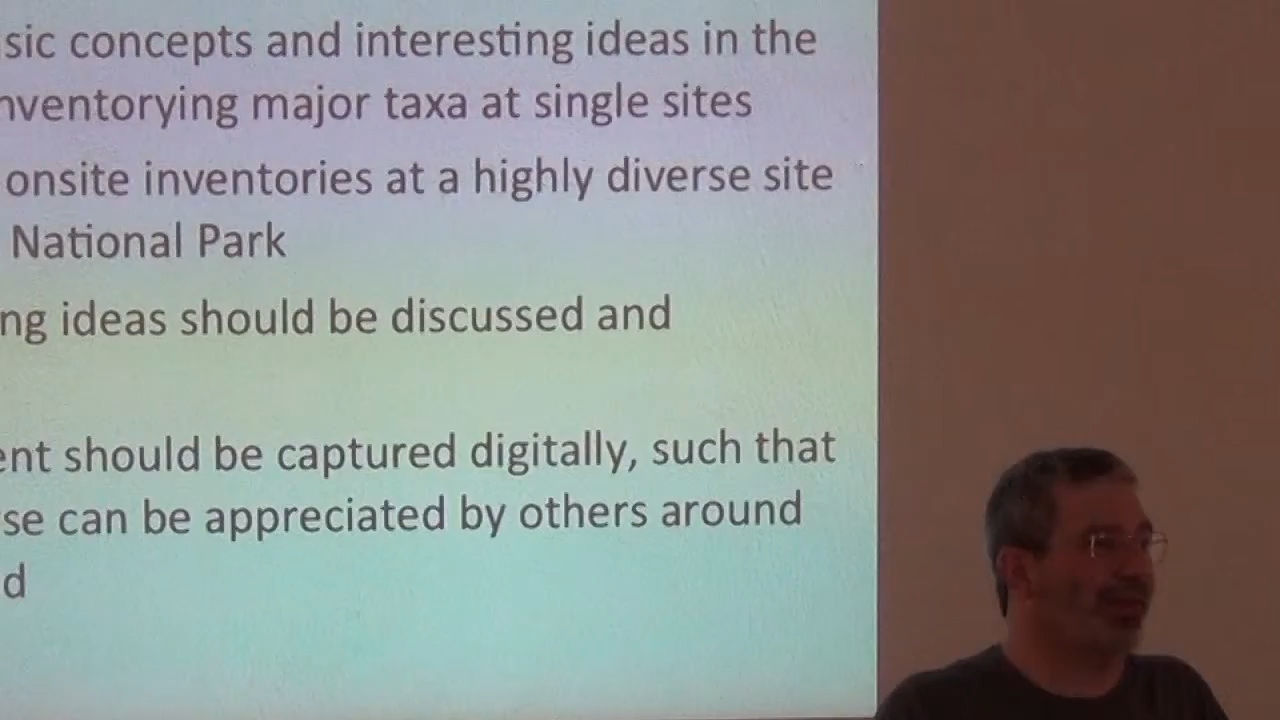 sic concepts and interesting ideas in the
nventorying major taxa at single sites
onsite inventories at a highly diverse site
National Park
ng ideas should be discussed and
ent should be captured digitally, such that
rse can be appreciated by others around
d